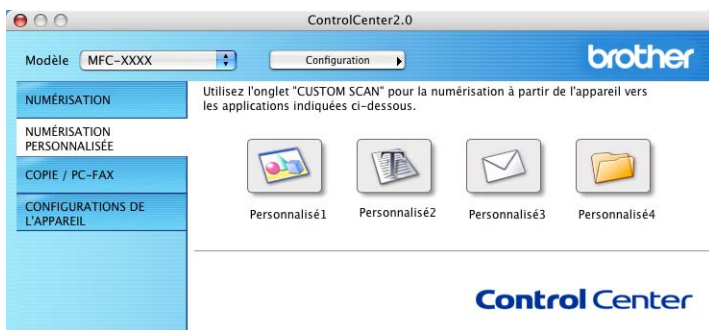 ControlCenter2.0
Modèle MFC-XXXX Configuration brother
NUMÉRISATION
NUMÉRISATION
PERSONNALISÉE
COPIE / PC-FAX
CONFIGURATIONS DE
L'APPAREIL
Utilisez l'onglet "CUSTOM SCAN" pour la numérisation à partir de l'appareil vers
les applications indiquées ci-dessous.
T
Personnalisé1 Personnalisé2 Personnalisé3 Personnalisé4
Control Center